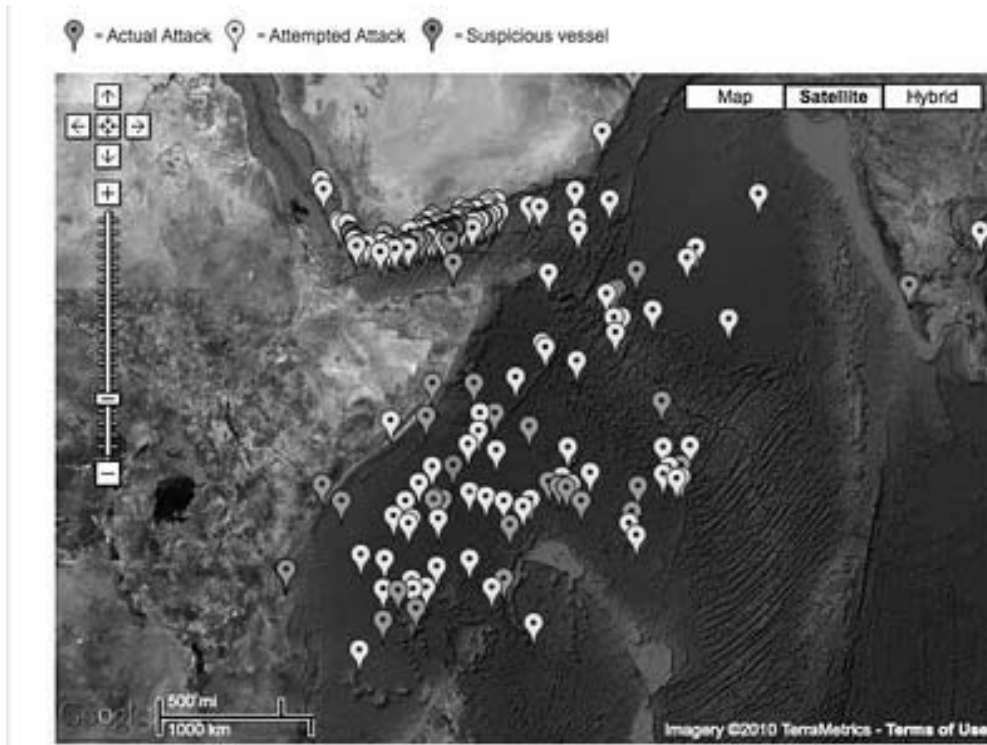 = Actual Attack = Attempted Attack = Suspicious vessel
Map Satellite Hybrid
500 mi
1000 km
Google
Imagery ©2010 TerraMetrics - Terms of Use